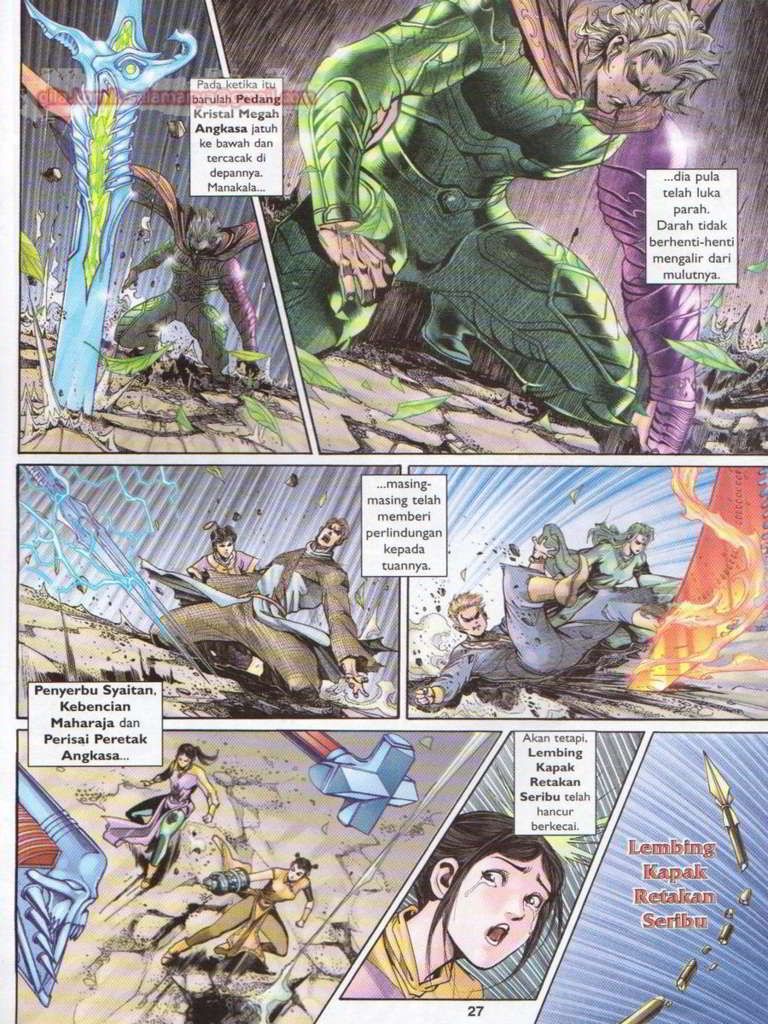 Pada ketika itu
barulah Pedang
Kristal Megah
Angkasa jatuh
ke bawah dan
tercacak di
depannya.
Manakala...
...dia pula
telah luka
parah.
Darah tidak
berhenti-henti
mengalir dari
mulutnya.
...masing-
masing telah
memberi
perlindungan
kepada
tuannya.
Penyerbu Syaitan,
Kebencian
Maharaja dan
Perisai Peretak
Angkasa...
Akan tetapi,
Lembing
Kapak
Retakan
Seribu telah
hancur
berkecai.
Lembing
Kapak
Retakan
Seribu
27